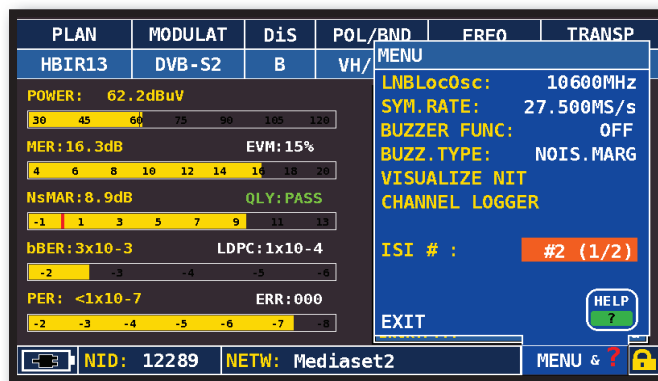 PLAN MODULAT DiS POL/BND FREQ TRANSP
HBIR13 DVB-S2 B VH/
MENU
LNBLocOsc: 10600MHz
SYM.RATE: 27.500MS/s
BUZZER FUNC: OFF
BUZZ.TYPE: NOIS.MARG
VISUALIZE NIT
CHANNEL LOGGER
ISI # : #2 (1/2)
HELP
?
EXIT
POWER: 62.2dBuV
30 45 60 75 90 105 120
MER:16.3dB EVM:15%
4 6 8 10 12 14 16 18 20
NsMAR:8.9dB QLY:PASS
-1 1 3 5 7 9 11 13
bBER:3x10-3 LDPC:1x10-4
-2 -3 -4 -5 -6
PER: <1x10-7 ERR:000
-2 -3 -4 -5 -6 -7 -8
NID: 12289 NETW: Mediaset2 MENU & ?